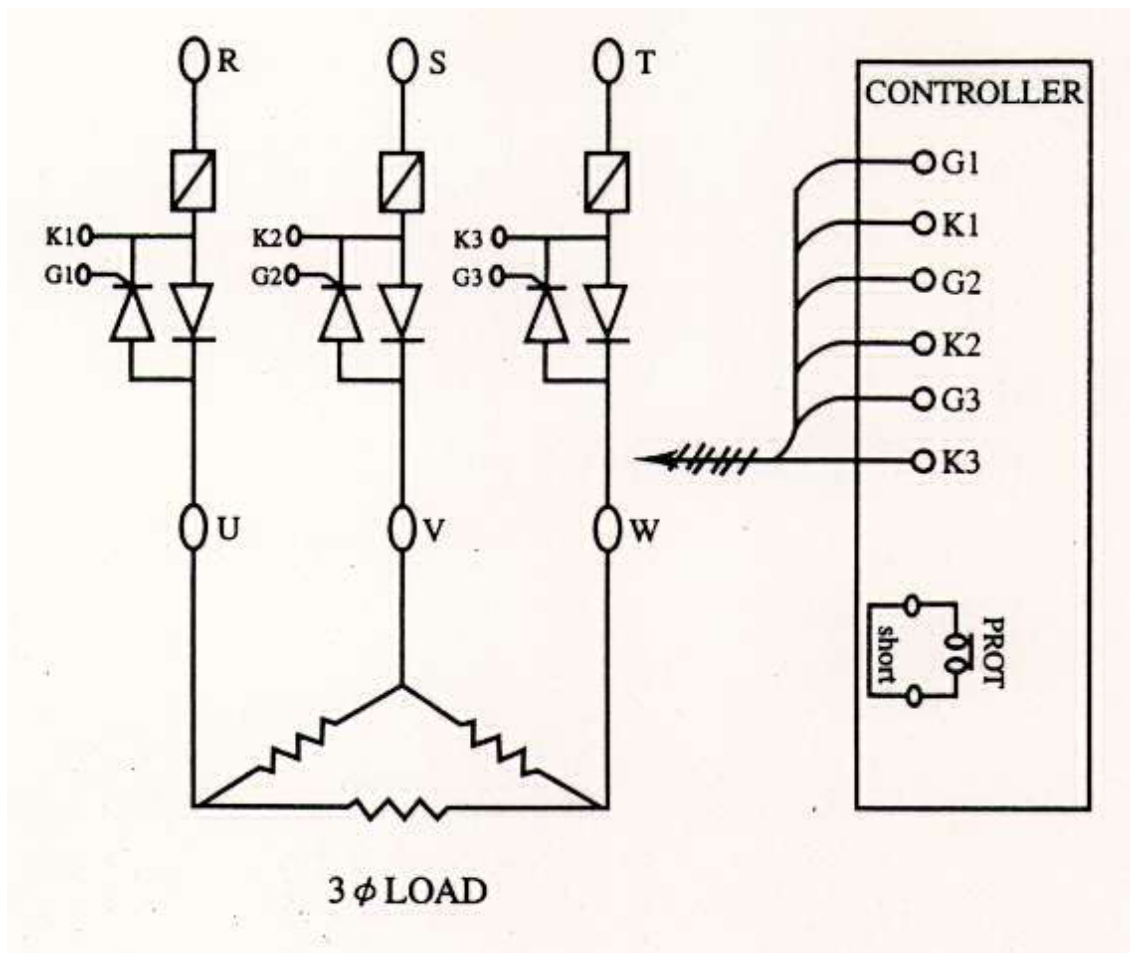 R
S
T
CONTROLLER
G1
K1
G2
K2
G3
K3
K1
G1
K2
G2
K3
G3
U
V
W
PROT
short
3 φ LOAD